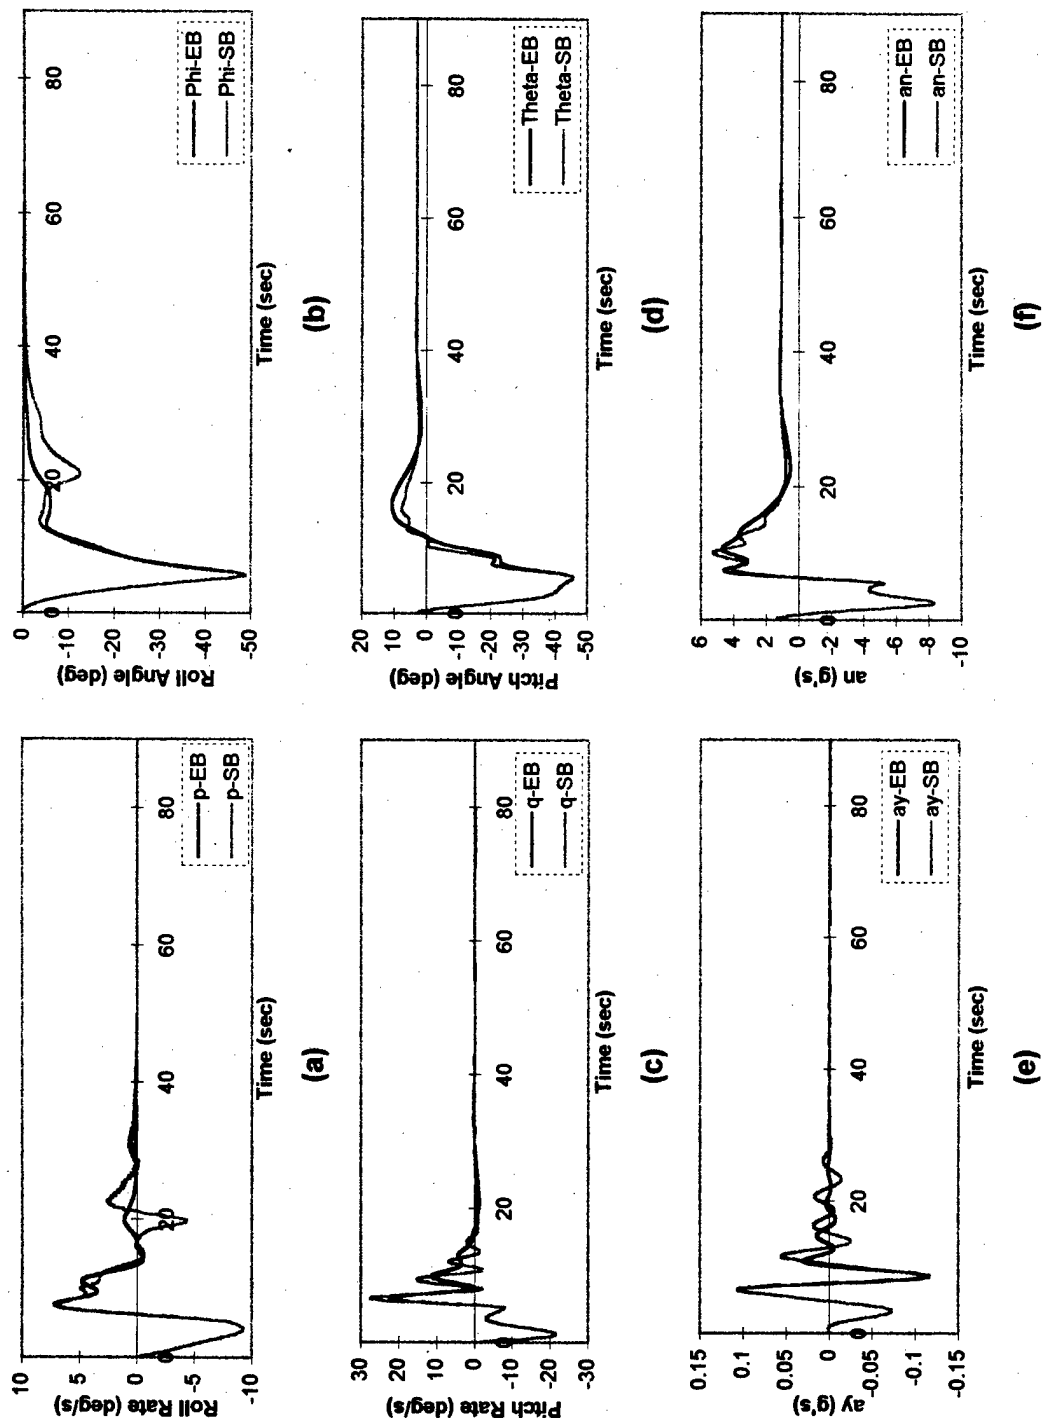 10
5
0
-5
-10
Roll Rate (deg/s)
0
20
40
60
80
p-EB
p-SB
Time (sec)
(a)
0
-10
-20
-30
-40
-50
Roll Angle (deg)
0
20
40
60
80
Phi-EB
Phi-SB
Time (sec)
(b)
30
20
10
0
-10
-20
-30
Pitch Rate (deg/s)
0
20
40
60
80
q-EB
q-SB
Time (sec)
(c)
20
10
0
-10
-20
-30
-40
-50
Pitch Angle (deg)
0
20
40
60
80
Theta-EB
Theta-SB
Time (sec)
(d)
0.15
0.1
0.05
0
-0.05
-0.1
-0.15
ay (g's)
0
20
40
60
80
ay-EB
ay-SB
Time (sec)
(e)
6
4
2
0
-2
-4
-6
-8
-10
an (g's)
0
20
40
60
80
an-EB
an-SB
Time (sec)
(f)